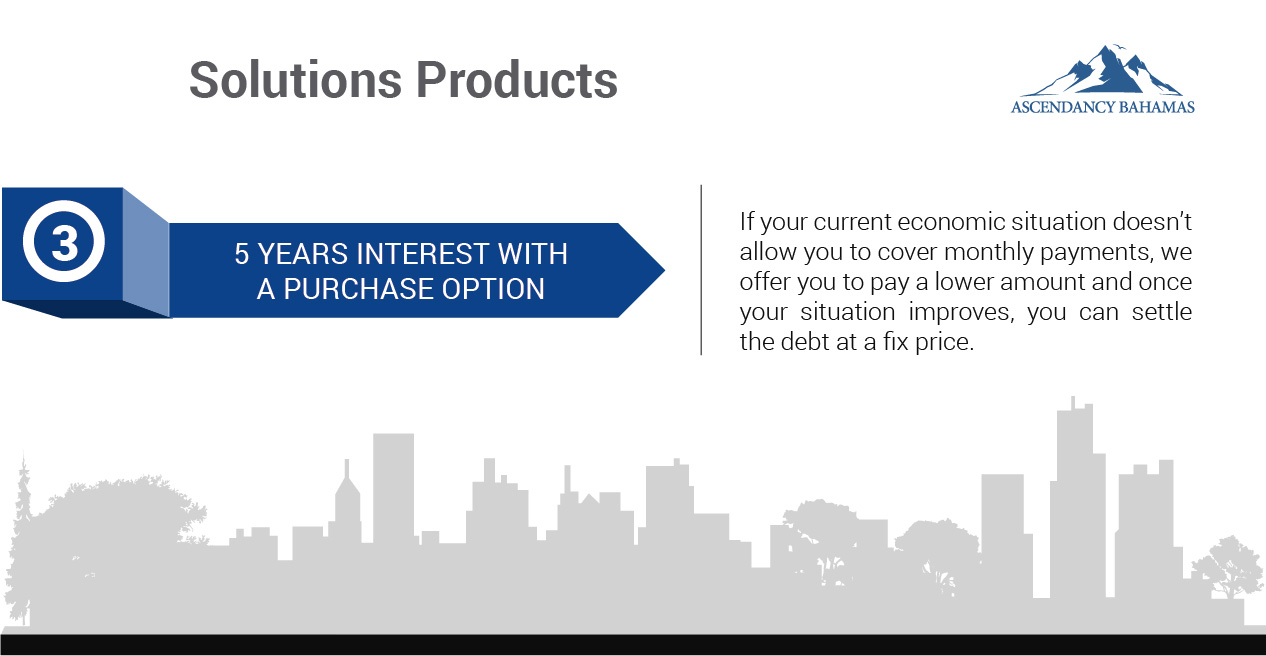 Solutions Products
ASCENDANCY BAHAMAS
3
5 YEARS INTEREST WITH
A PURCHASE OPTION
If your current economic situation doesn't
allow you to cover monthly payments, we
offer you to pay a lower amount and once
your situation improves, you can settle
the debt at a fix price.